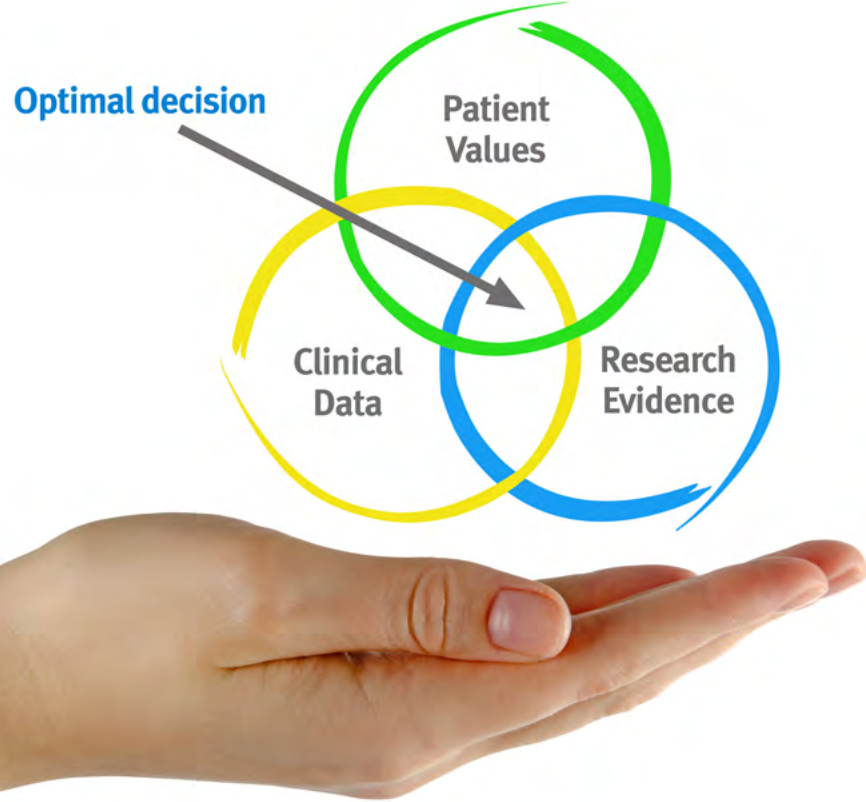 Optimal decision
Patient
Values
Clinical
Data
Research
Evidence